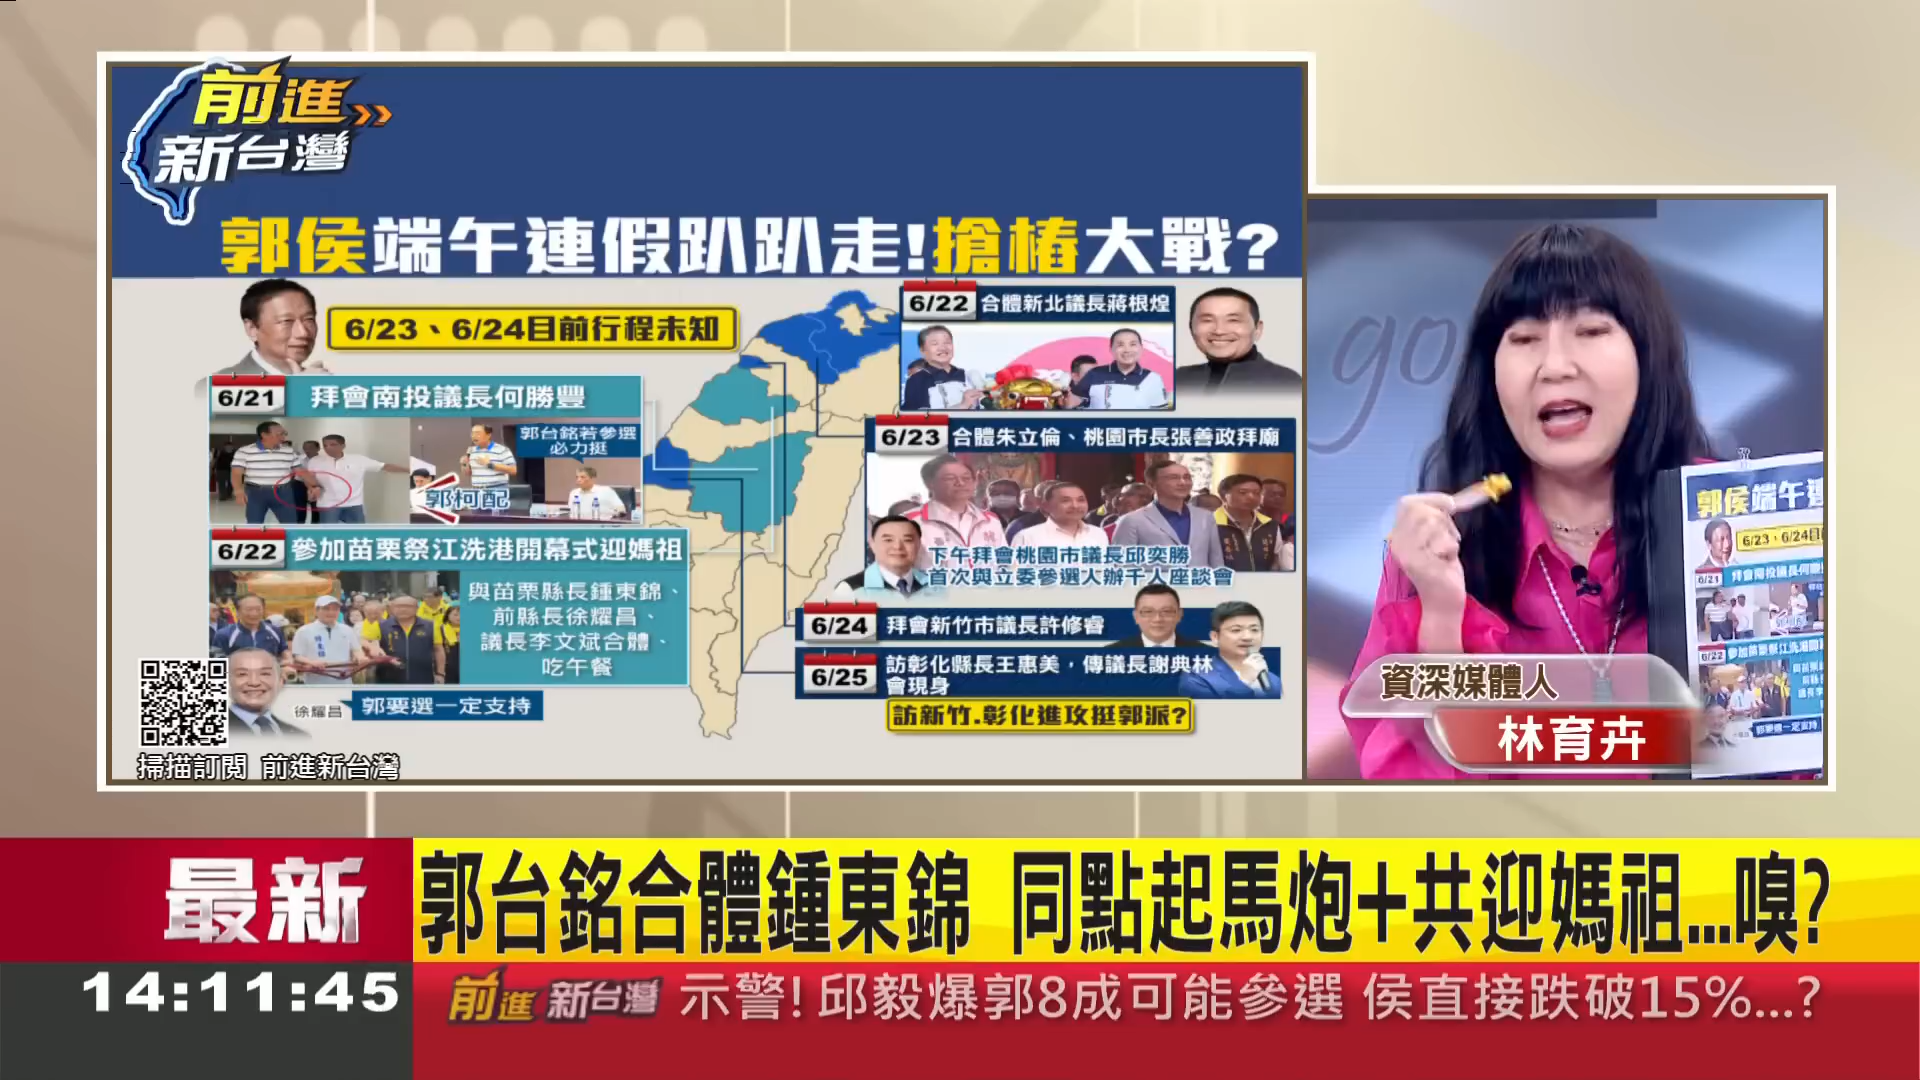 前進
新台灣
郭侯端午連假趴趴走!搶樁大戰?
6/23、6/24目前行程未知
6/21 拜會南投議長何勝豐
郭台銘若參選
必力挺
郭柯配
6/22 參加苗栗祭江洗港開幕式迎媽祖
與苗栗縣長鍾東錦、
前縣長徐耀昌、
議長李文斌合體、
吃午餐
徐耀昌
郭要選一定支持
6/22 合體新北議長蔣根煌
6/23 合體朱立倫、桃園市長張善政拜廟
下午拜會桃園市議長邱奕勝
首次與立委參選人辦千人座談會
6/24 拜會新竹市議長許修睿
6/25 訪彰化縣長王惠美，傳議長謝典林
會現身
訪新竹.彰化進攻挺郭派?
掃描訂閱 前進新台灣
go
郭侯端午連
6/23、6/24目
6/21
6/22
資深媒體人
林育卉
最新
郭台銘合體鍾東錦 同點起馬炮+共迎媽祖...嗅?
14:11:45
前進新台灣 示警!邱毅爆郭8成可能參選 侯直接跌破15%...?